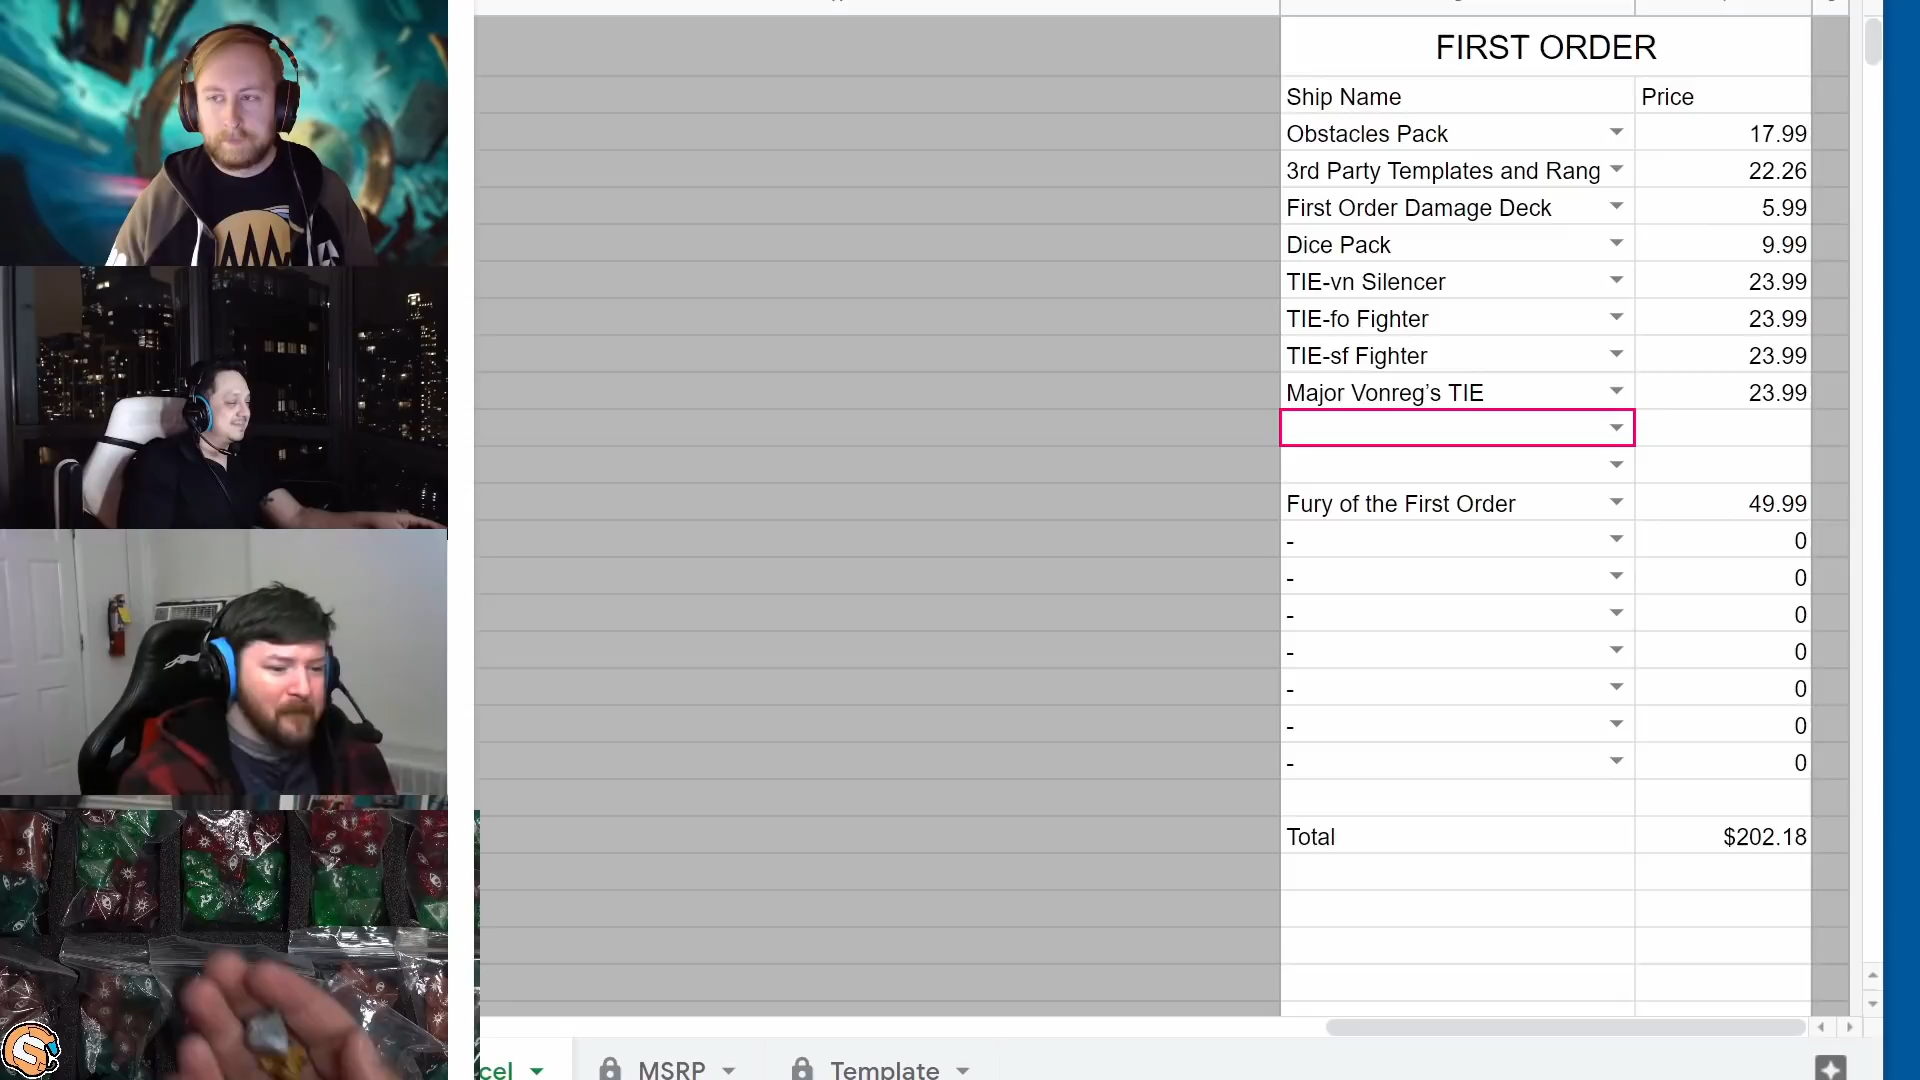 FIRST ORDER
Ship Name Price
Obstacles Pack 17.99
3rd Party Templates and Rang 22.26
First Order Damage Deck 5.99
Dice Pack 9.99
TIE-vn Silencer 23.99
TIE-fo Fighter 23.99
TIE-sf Fighter 23.99
Major Vonreg’s TIE 23.99
Fury of the First Order 49.99
- 0
- 0
- 0
- 0
- 0
- 0
- 0
Total $202.18
cel MSRP Template